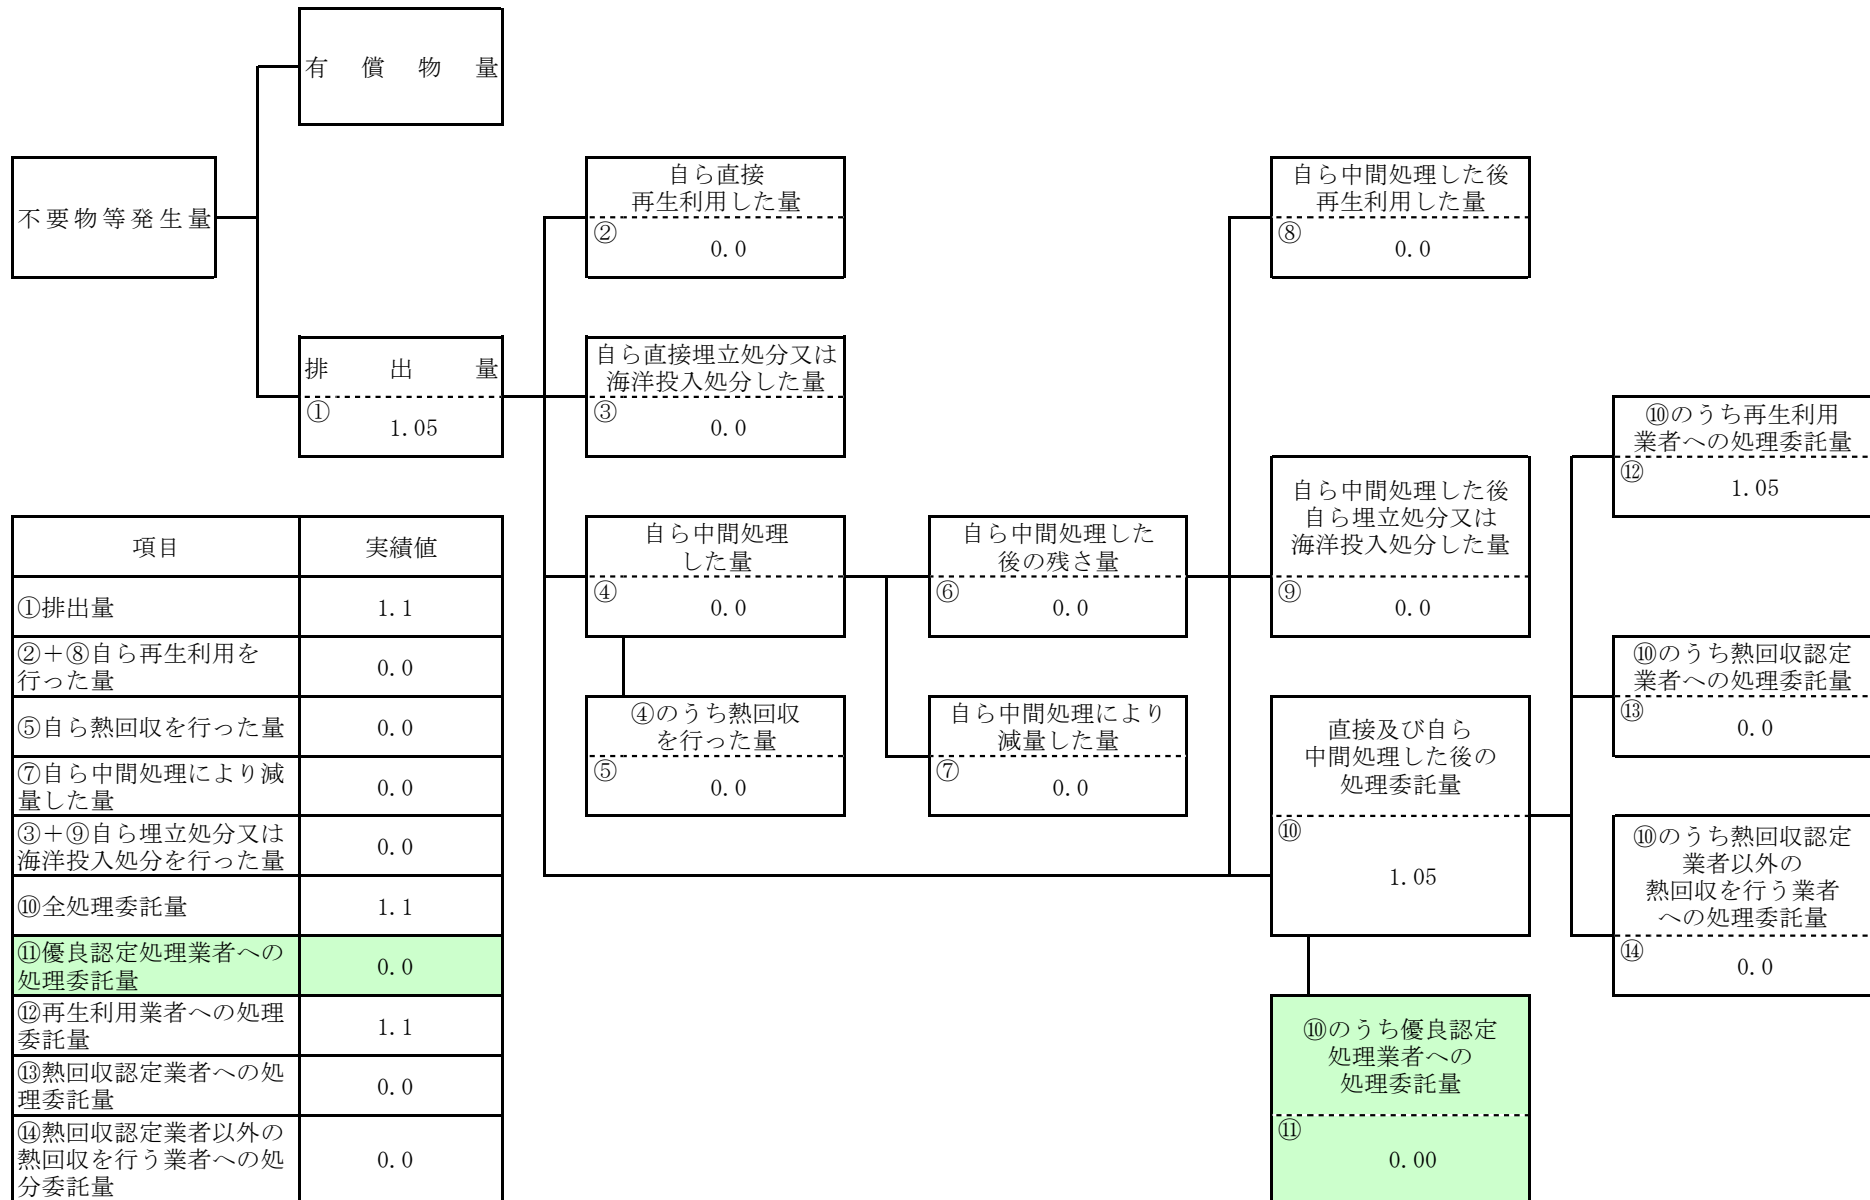 有償物量
不要物等発生量
排出量
①
1.05
自ら直接
再生利用した量
②
0.0
自ら直接埋立処分又は
海洋投入処分した量
③
0.0
自ら中間処理
した量
④
0.0
④のうち熱回収
を行った量
⑤
0.0
自ら中間処理した
後の残さ量
⑥
0.0
自ら中間処理により
減量した量
⑦
0.0
自ら中間処理した後
再生利用した量
⑧
0.0
自ら中間処理した後
自ら埋立処分又は
海洋投入処分した量
⑨
0.0
直接及び自ら
中間処理した後の
処理委託量
⑩
1.05
⑩のうち優良認定
処理業者への
処理委託量
⑪
0.00
⑩のうち再生利用
業者への処理委託量
⑫
1.05
⑩のうち熱回収認定
業者への処理委託量
⑬
0.0
⑩のうち熱回収認定
業者以外の
熱回収を行う業者
への処理委託量
⑭
0.0
項目 実績値
①排出量 1.1
②＋⑧自ら再生利用を
行った量
0.0
⑤自ら熱回収を行った量 0.0
⑦自ら中間処理により減
量した量
0.0
③＋⑨自ら埋立処分又は
海洋投入処分を行った量
0.0
⑩全処理委託量 1.1
⑪優良認定処理業者への
処理委託量
0.0
⑫再生利用業者への処理
委託量
1.1
⑬熱回収認定業者への処
理委託量
0.0
⑭熱回収認定業者以外の
熱回収を行う業者への処
分委託量
0.0